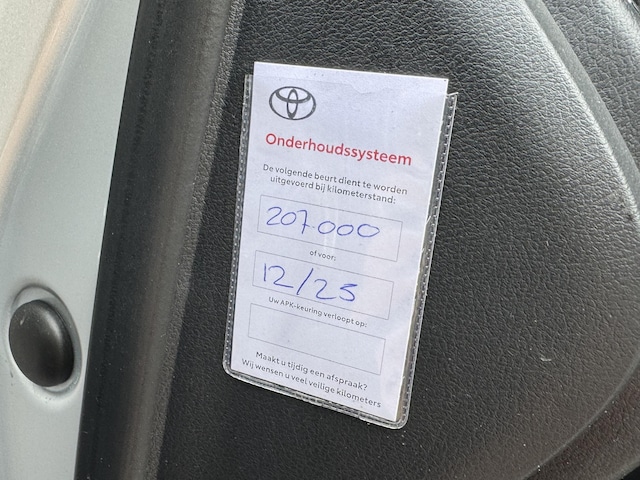 Onderhoudssysteem
De volgende beurt dient te worden
uitgevoerd bij kilometerstand:
207.000
of voor:
12/25
Uw APK-keuring verloopt op:
Maakt u tijdig een afspraak?
Wij wensen u veel veilige kilometers